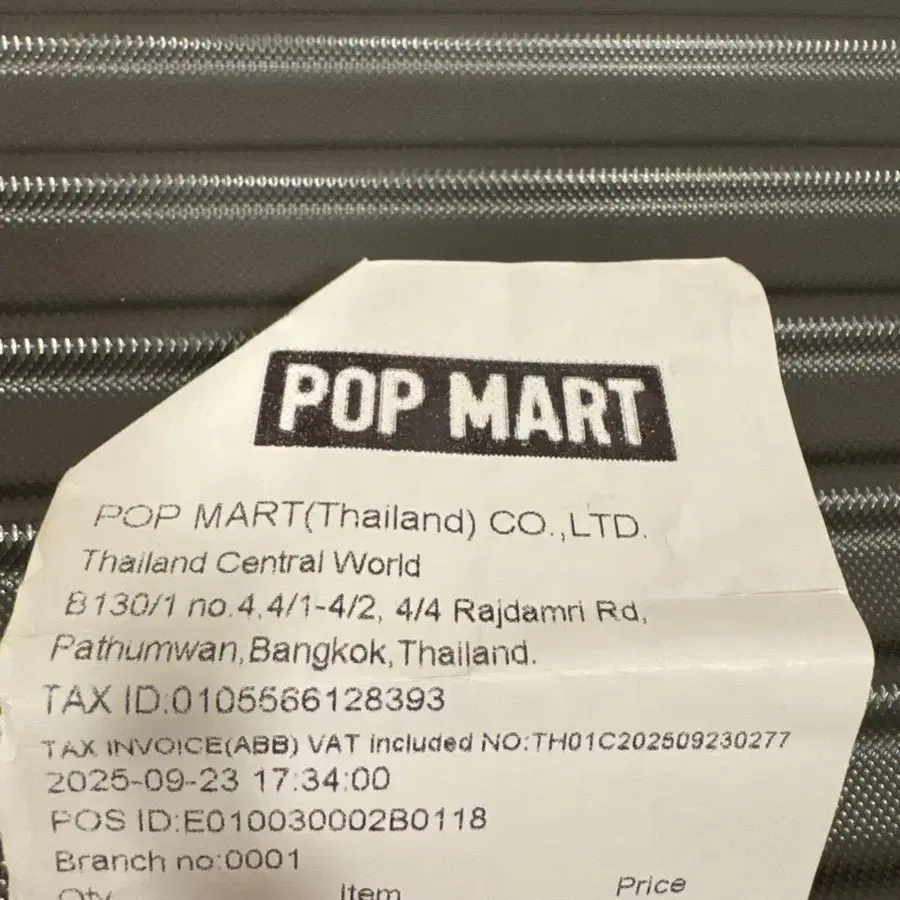 POP MART
POP MART(Thailand) CO.,LTD.
Thailand Central World
B130/1 no.4,4/1-4/2, 4/4 Rajdamri Rd,
Pathumwan,Bangkok,Thailand.
TAX ID:0105566128393
TAX INVOICE(ABB) VAT included NO:TH01C202509230277
2025-09-23 17:34:00
POS ID:E010030002B0118
Branch no:0001
Qty Item Price